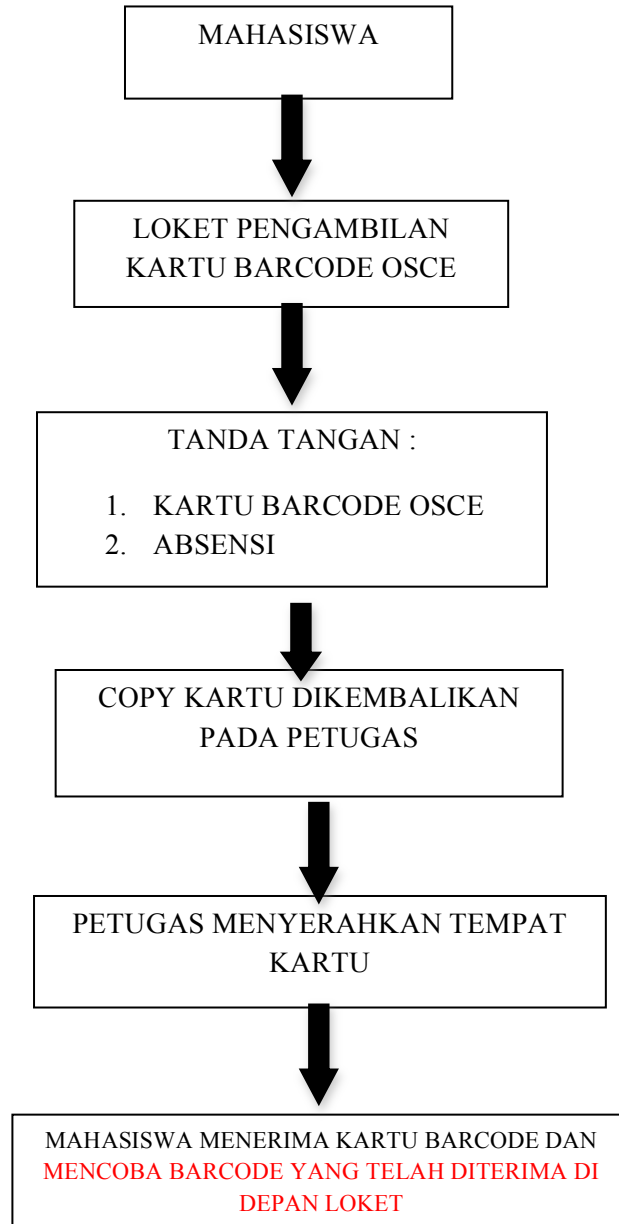 MAHASISWA
LOKET PENGAMBILAN
KARTU BARCODE OSCE
TANDA TANGAN :
1. KARTU BARCODE OSCE
2. ABSENSI
COPY KARTU DIKEMBALIKAN
PADA PETUGAS
PETUGAS MENYERAHKAN TEMPAT
KARTU
MAHASISWA MENERIMA KARTU BARCODE DAN
MENCOBA BARCODE YANG TELAH DITERIMA DI
DEPAN LOKET